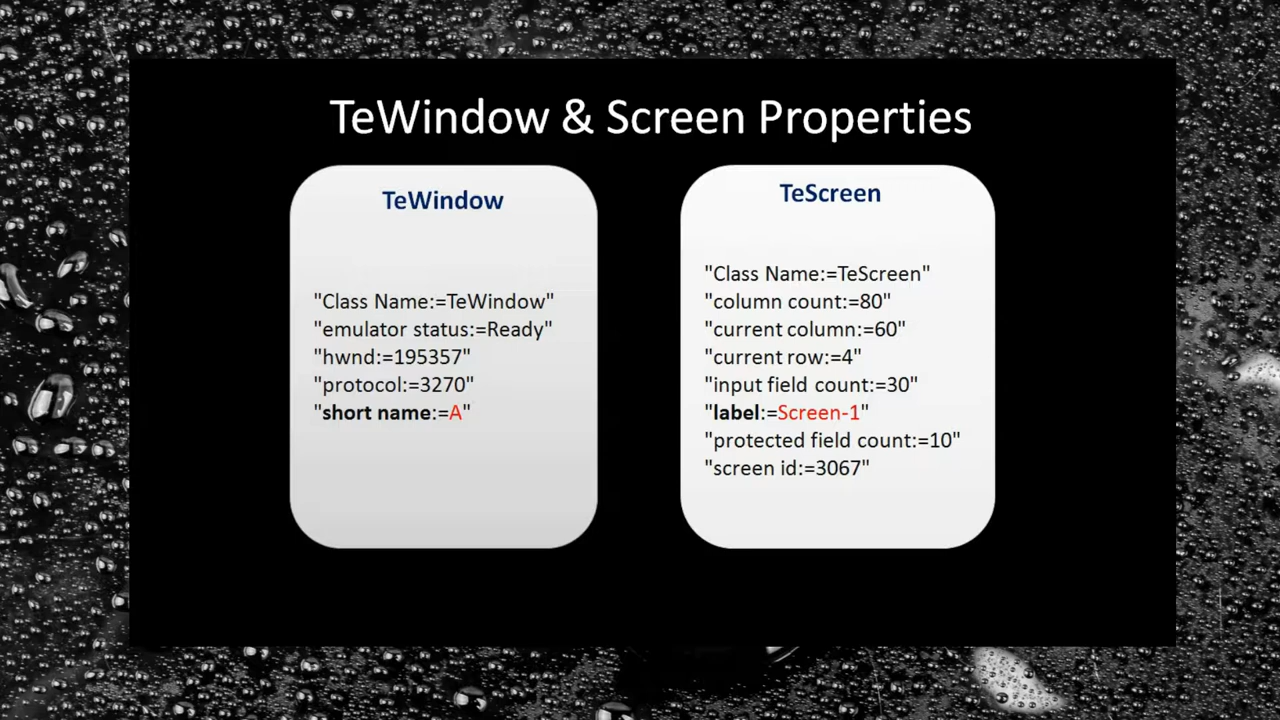 TeWindow & Screen Properties
TeWindow
"Class Name:=TeWindow"
"emulator status:=Ready"
"hwnd:=195357"
"protocol:=3270"
"short name:=A"
TeScreen
"Class Name:=TeScreen"
"column count:=80"
"current column:=60"
"current row:=4"
"input field count:=30"
"label:=Screen-1"
"protected field count:=10"
"screen id:=3067"